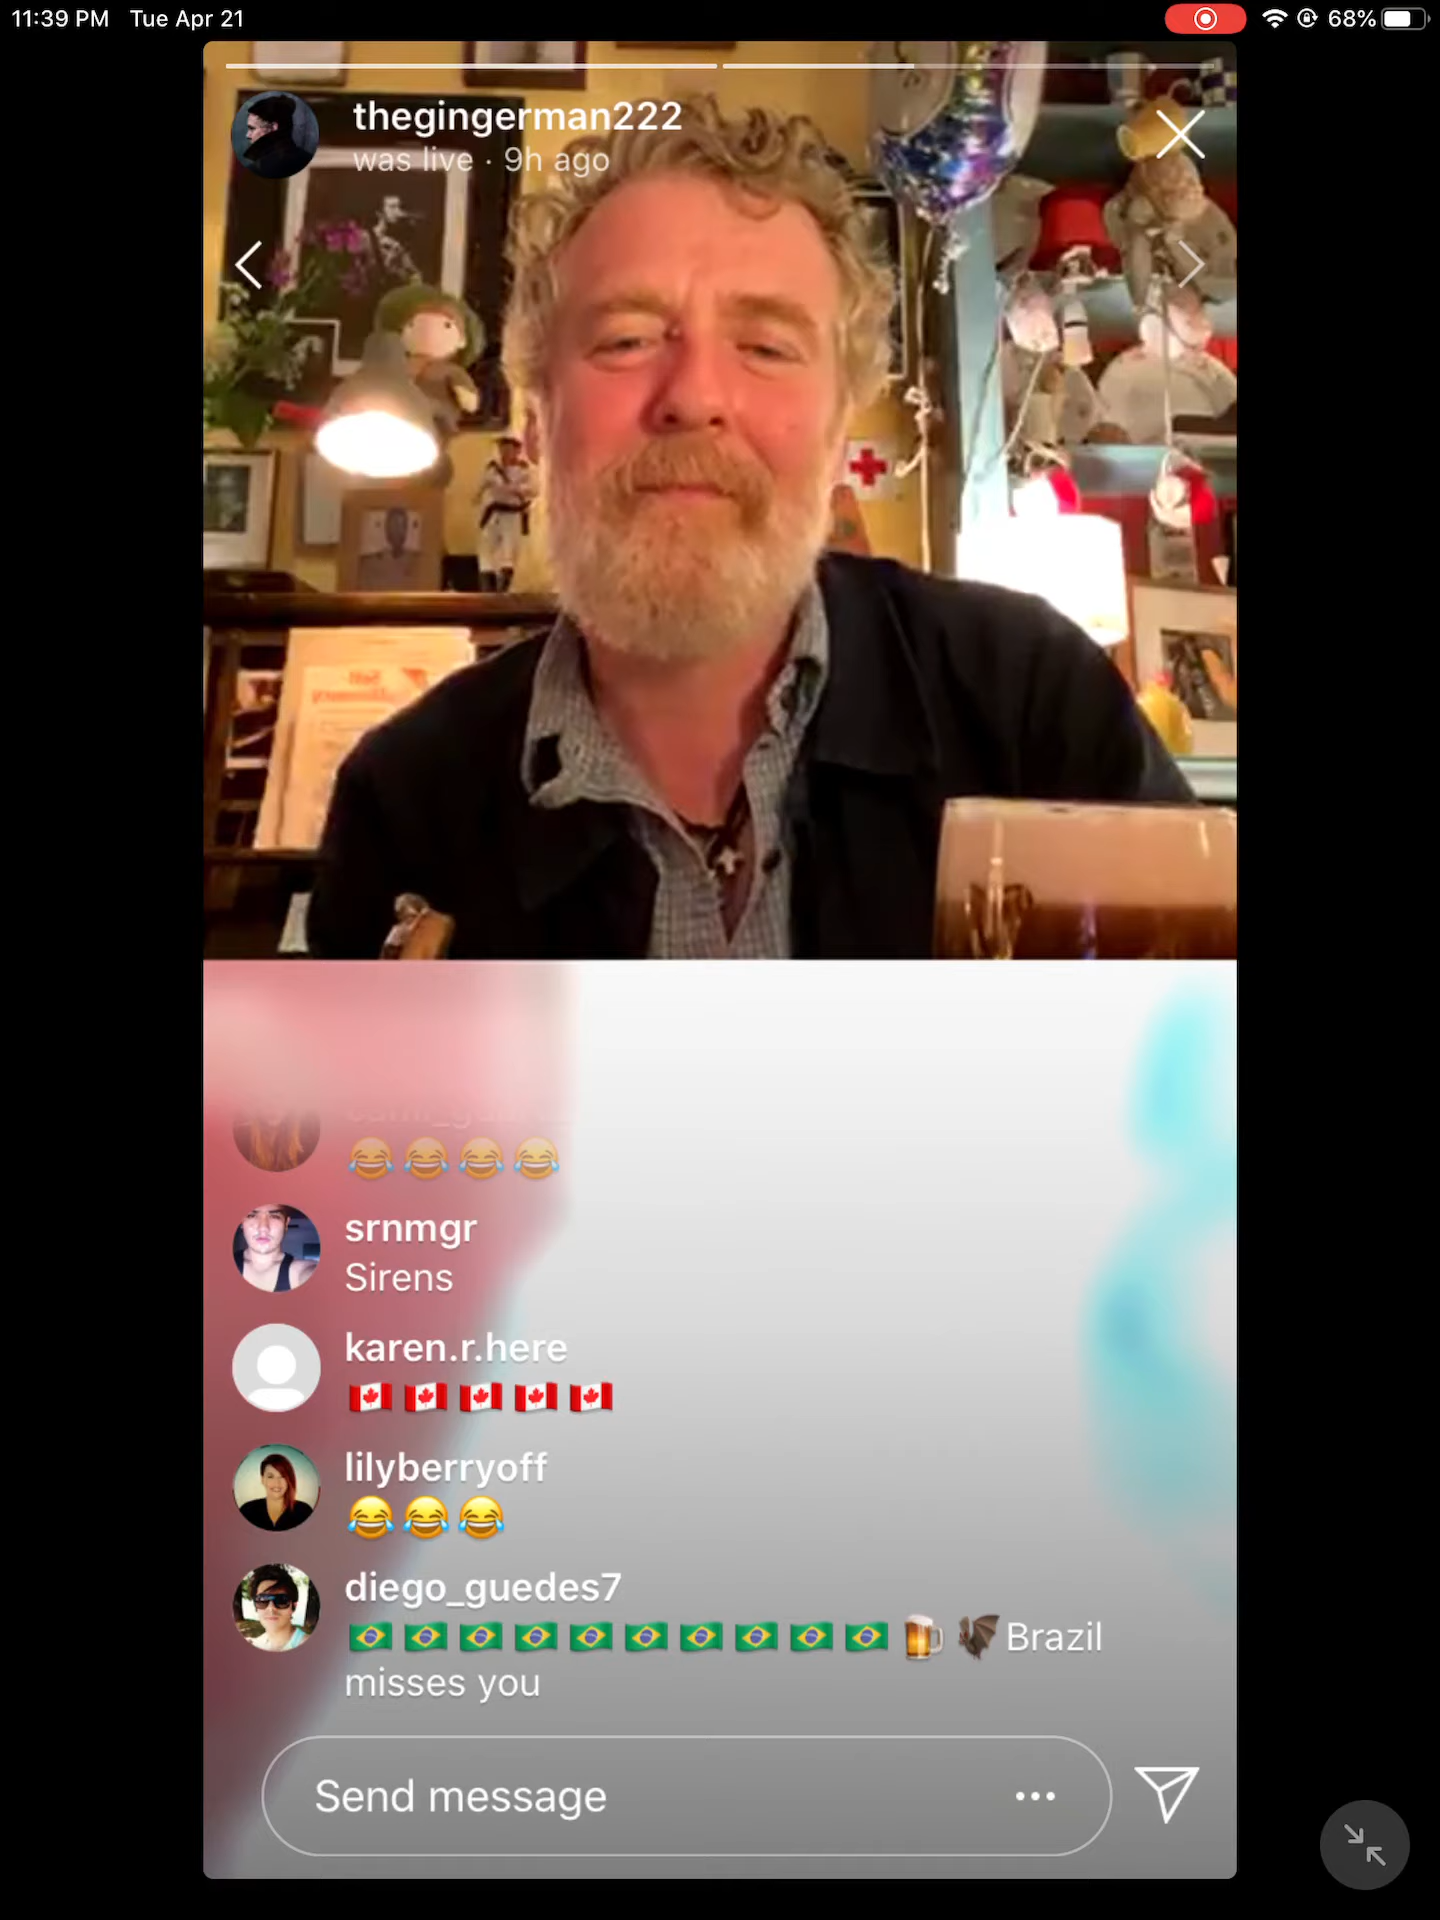 11:39 PM Tue Apr 21
68%
thegingerman222
was live · 9h ago
😂😂😂😂
srnmgr
Sirens
karen.r.here
🇨🇦🇨🇦🇨🇦🇨🇦🇨🇦
lilyberryoff
😂😂😂
diego_guedes7
🇧🇷🇧🇷🇧🇷🇧🇷🇧🇷🇧🇷🇧🇷🇧🇷🇧🇷🇧🇷🍺🦇Brazil
misses you
Send message